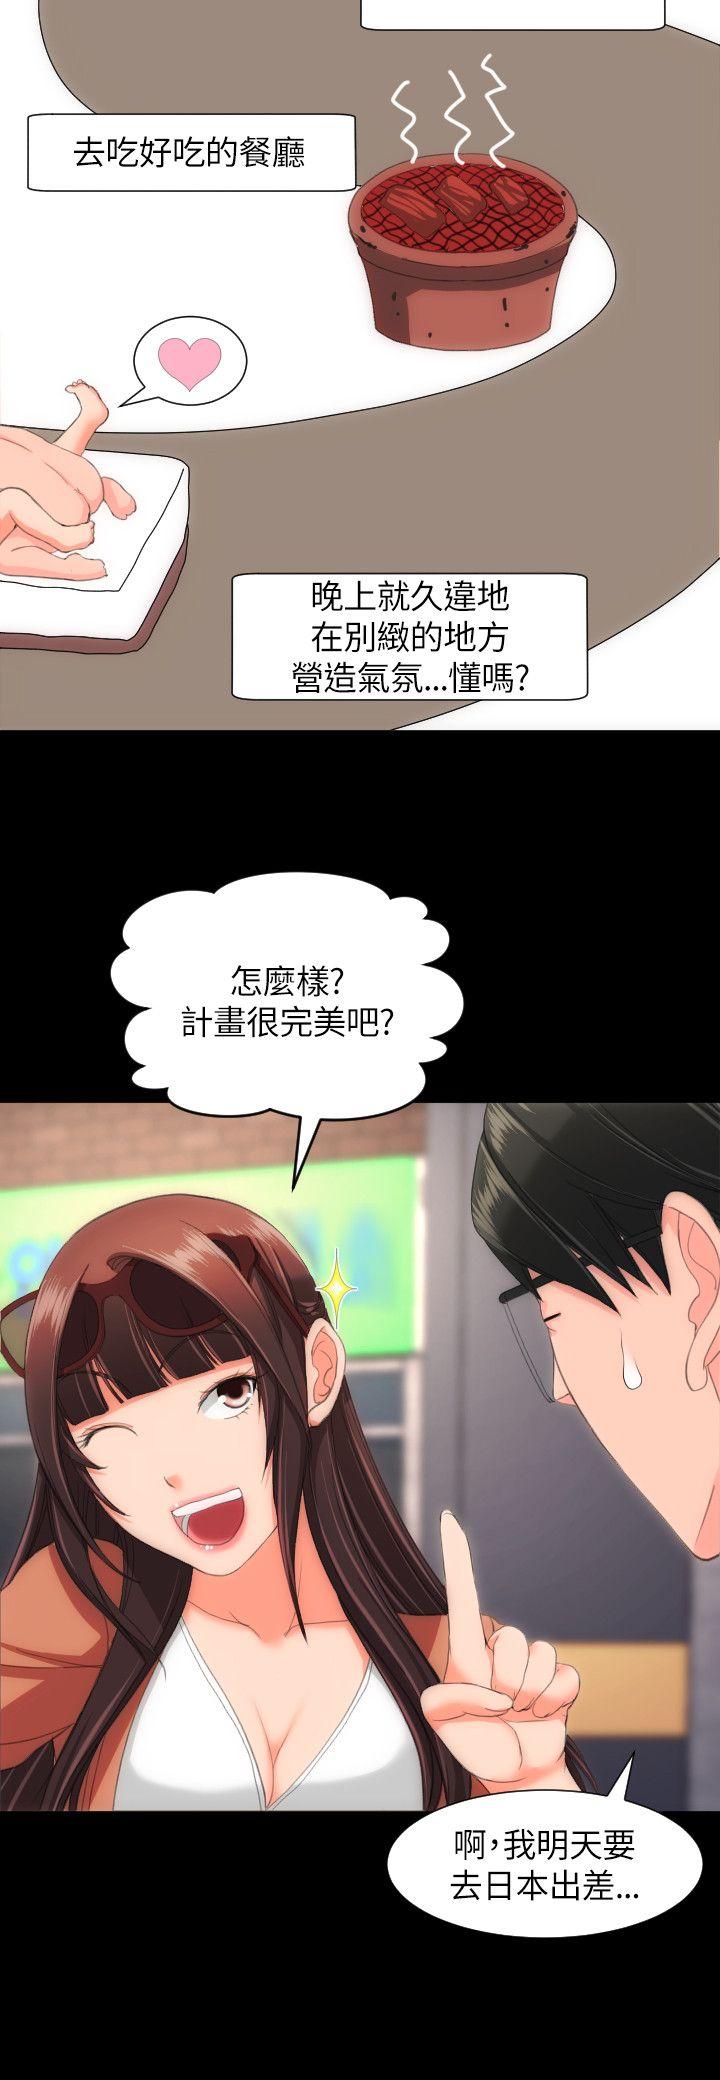 去吃好吃的餐廳
晚上就久違地
在別緻的地方
營造氣氛...懂嗎?
怎麼樣?
計畫很完美吧?
啊,我明天要
去日本出差...